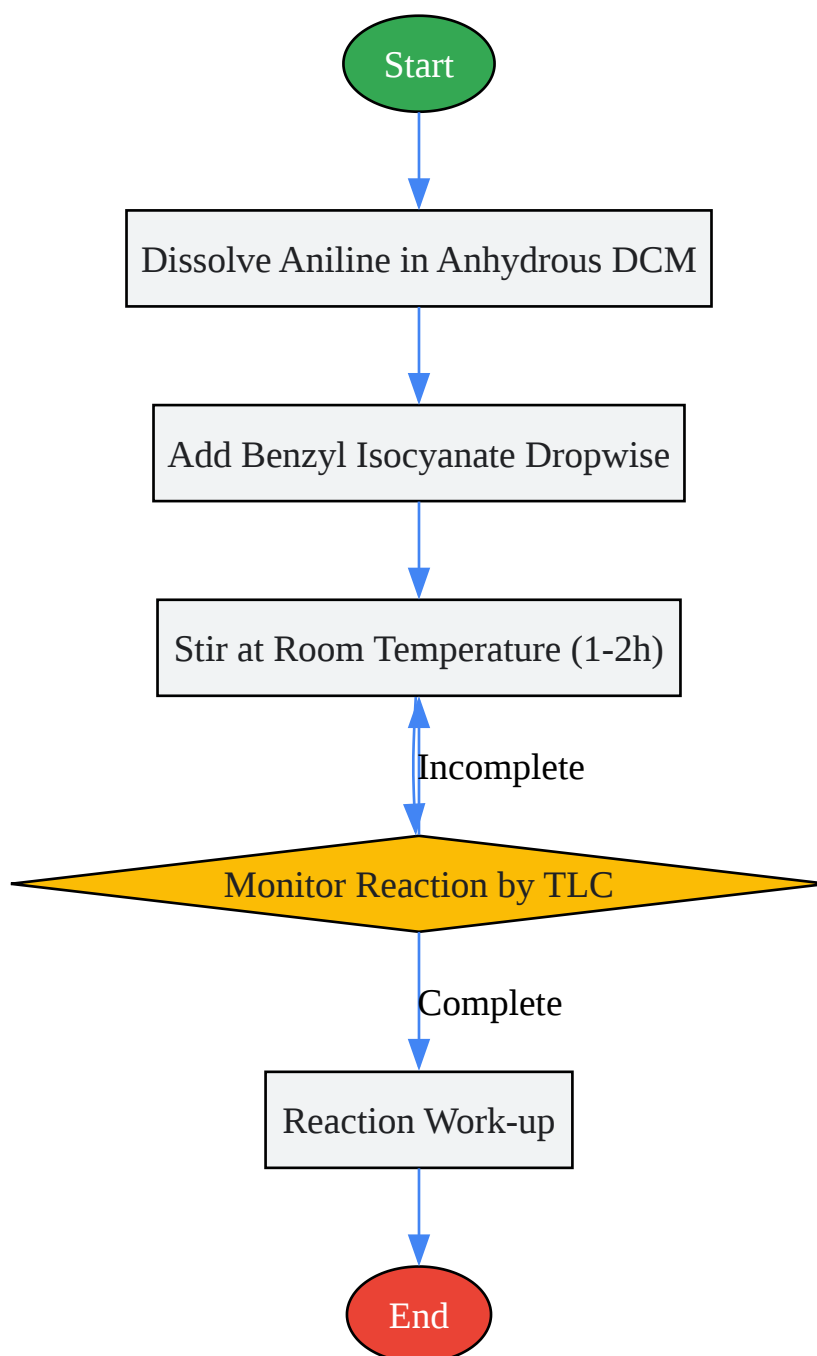 Start
Dissolve Aniline in Anhydrous DCM
Add Benzyl Isocyanate Dropwise
Stir at Room Temperature (1-2h)
Incomplete
Monitor Reaction by TLC
Complete
Reaction Work-up
End